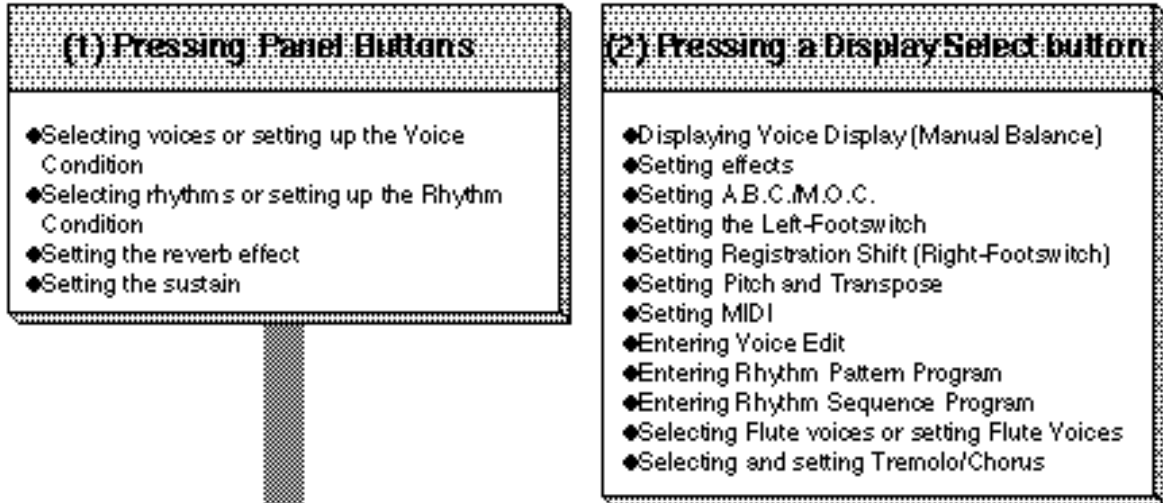 (1) Pressing Panel Buttons
◆Selecting voices or setting up the Voice
Condition
◆Selecting rhythms or setting up the Rhythm
Condition
◆Setting the reverb effect
◆Setting the sustain
(2) Pressing a Display Select button
◆Displaying Voice Display (Manual Balance)
◆Setting effects
◆Setting A.B.C./M.O.C.
◆Setting the Left-Footswitch
◆Setting Registration Shift (Right-Footswitch)
◆Setting Pitch and Transpose
◆Setting MIDI
◆Entering Voice Edit
◆Entering Rhythm Pattern Program
◆Entering Rhythm Sequence Program
◆Selecting Flute voices or setting Flute Voices
◆Selecting and setting Tremolo/Chorus